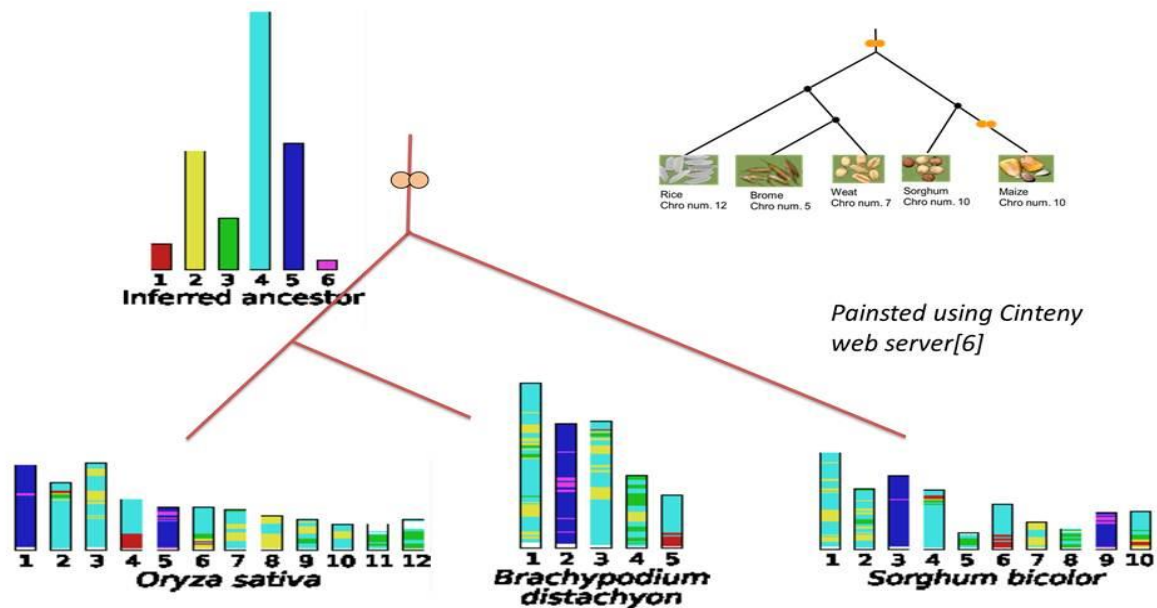 1 2 3 4 5 6
Inferred ancestor
Rice
Chro num. 12
Brome
Chro num. 5
Weat
Chro num. 7
Sorghum
Chro num. 10
Maize
Chro num. 10
Painsted using Cinteny
web server[6]
1 2 3 4 5 6 7 8 9 10 11 12
Oryza sativa
1 2 3 4 5
Brachypodium
distachyon
1 2 3 4 5 6 7 8 9 10
Sorghum bicolor